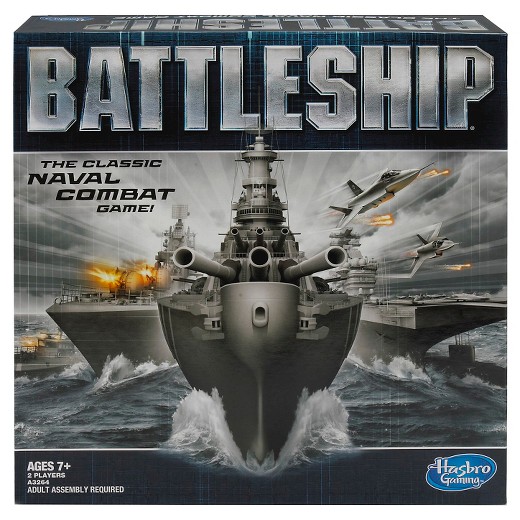 BATTLESHIP®
THE CLASSIC
NAVAL
COMBAT
GAME!
AGES 7+
2 PLAYERS
A3264
ADULT ASSEMBLY REQUIRED
Hasbro
Gaming